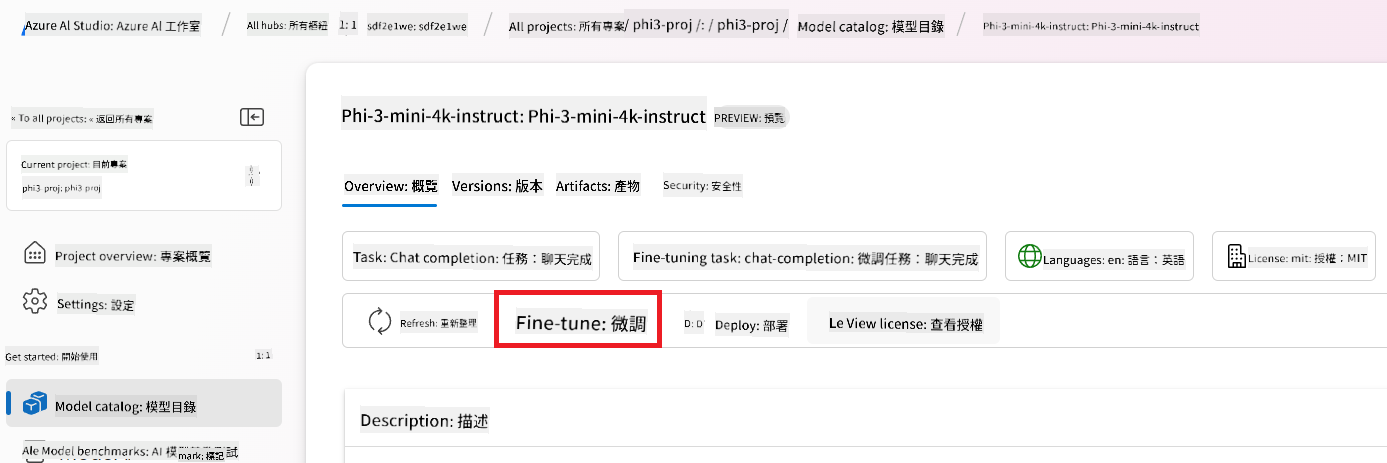 Azure AI Studio: Azure AI 工作室 / All hubs: 所有樞紐 1: 1 sdf2e1we: sdf2e1we / All projects: 所有專案/ phi3-proj /: / phi3-proj / Model catalog: 模型目錄 / Phi-3-mini-4k-instruct: Phi-3-mini-4k-instruct
« To all projects: « 返回所有專案
Current project: 目前專案
phi3-proj: phi3 proj
Project overview: 專案概覽
Settings: 設定
Get started: 開始使用 1: 1
Model catalog: 模型目錄
Ale Model benchmarks: AI 模 mark: 標記 試
Phi-3-mini-4k-instruct: Phi-3-mini-4k-instruct PREVIEW: 預覽
Overview: 概覽 Versions: 版本 Artifacts: 產物 Security: 安全性
Task: Chat completion: 任務：聊天完成 Fine-tuning task: chat-completion: 微調任務：聊天完成 Languages: en: 語言：英語 License: mit: 授權：MIT
Refresh: 重新整理 Fine-tune: 微調 D: D Deploy: 部署 Le View license: 查看授權
Description: 描述